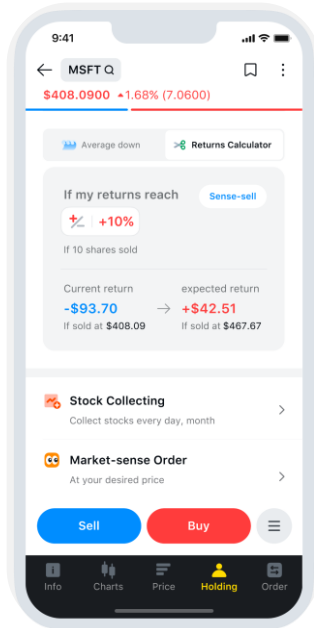 9:41
MSFT
$408.0900 ▲1.68% (7.0600)
Average down
Returns Calculator
If my returns reach
Sense-sell
+/- +10%
If 10 shares sold
Current return
expected return
-$93.70 → +$42.51
If sold at $408.09
If sold at $467.67
Stock Collecting
Collect stocks every day, month
Market-sense Order
At your desired price
Sell
Buy
Info
Charts
Price
Holding
Order